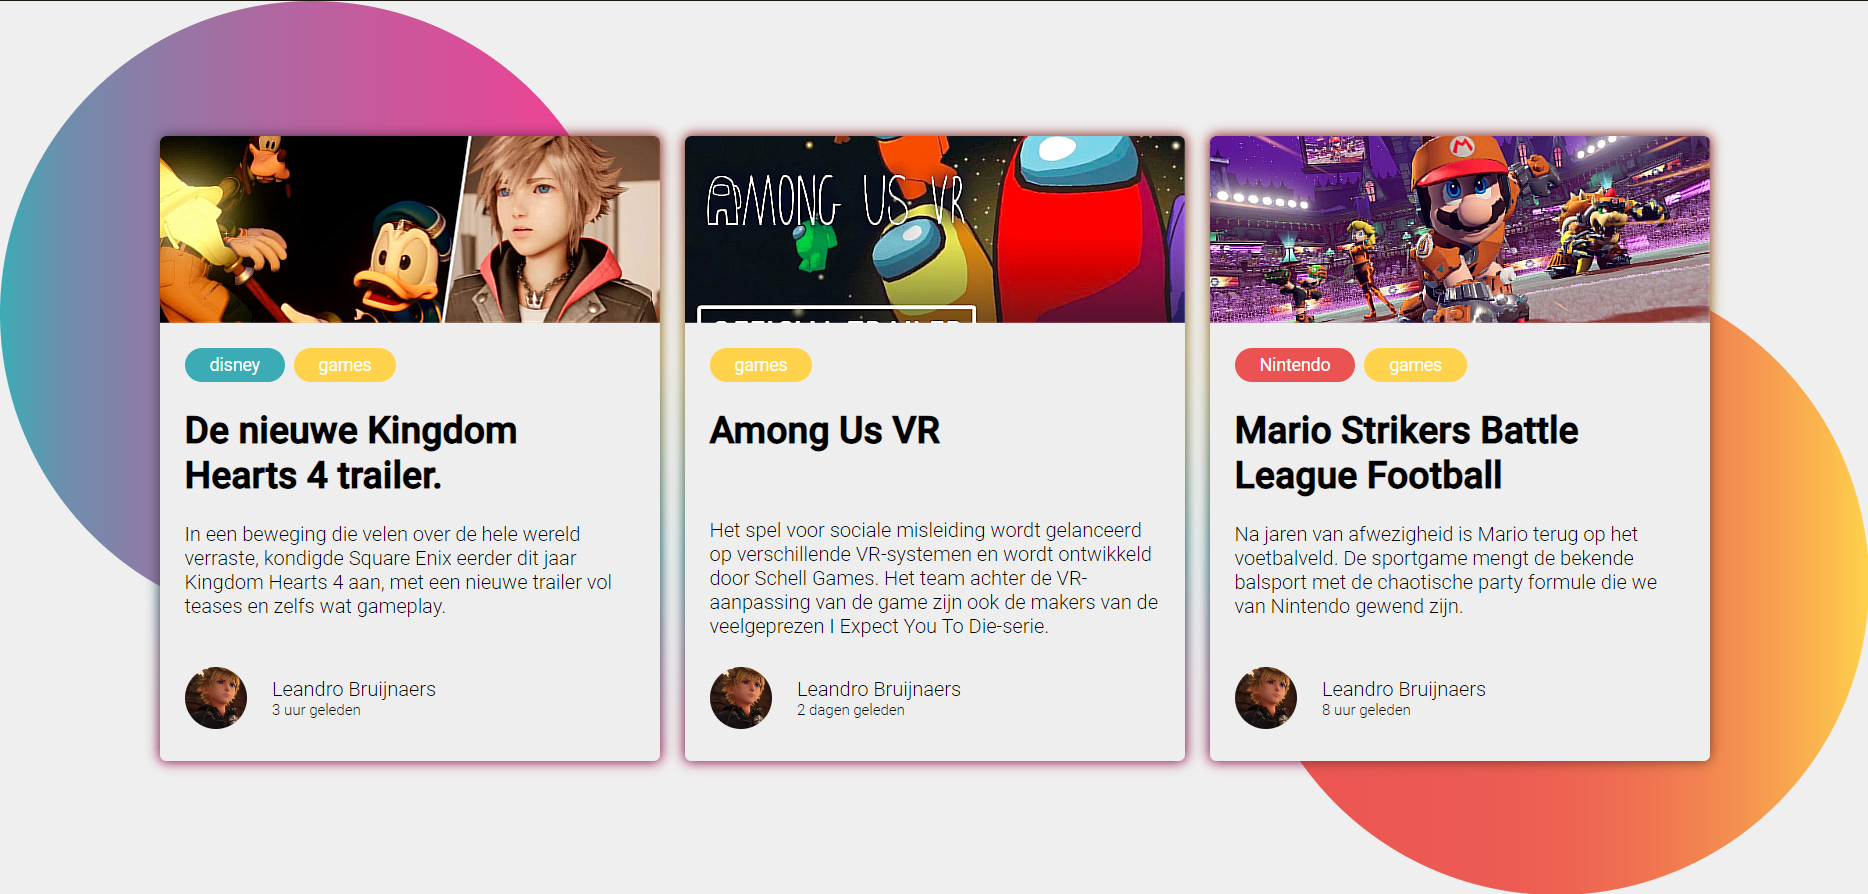 disney games
De nieuwe Kingdom
Hearts 4 trailer.
In een beweging die velen over de hele wereld
verraste, kondigde Square Enix eerder dit jaar
Kingdom Hearts 4 aan, met een nieuwe trailer vol
teases en zelfs wat gameplay.
Leandro Bruijnaers
3 uur geleden
AMONG US VR
OFFICIAL TRAILER
games
Among Us VR
Het spel voor sociale misleiding wordt gelanceerd
op verschillende VR-systemen en wordt ontwikkeld
door Schell Games. Het team achter de VR-
aanpassing van de game zijn ook de makers van de
veelgeprezen I Expect You To Die-serie.
Leandro Bruijnaers
2 dagen geleden
M
Nintendo games
Mario Strikers Battle
League Football
Na jaren van afwezigheid is Mario terug op het
voetbalveld. De sportgame mengt de bekende
balsport met de chaotische party formule die we
van Nintendo gewend zijn.
Leandro Bruijnaers
8 uur geleden